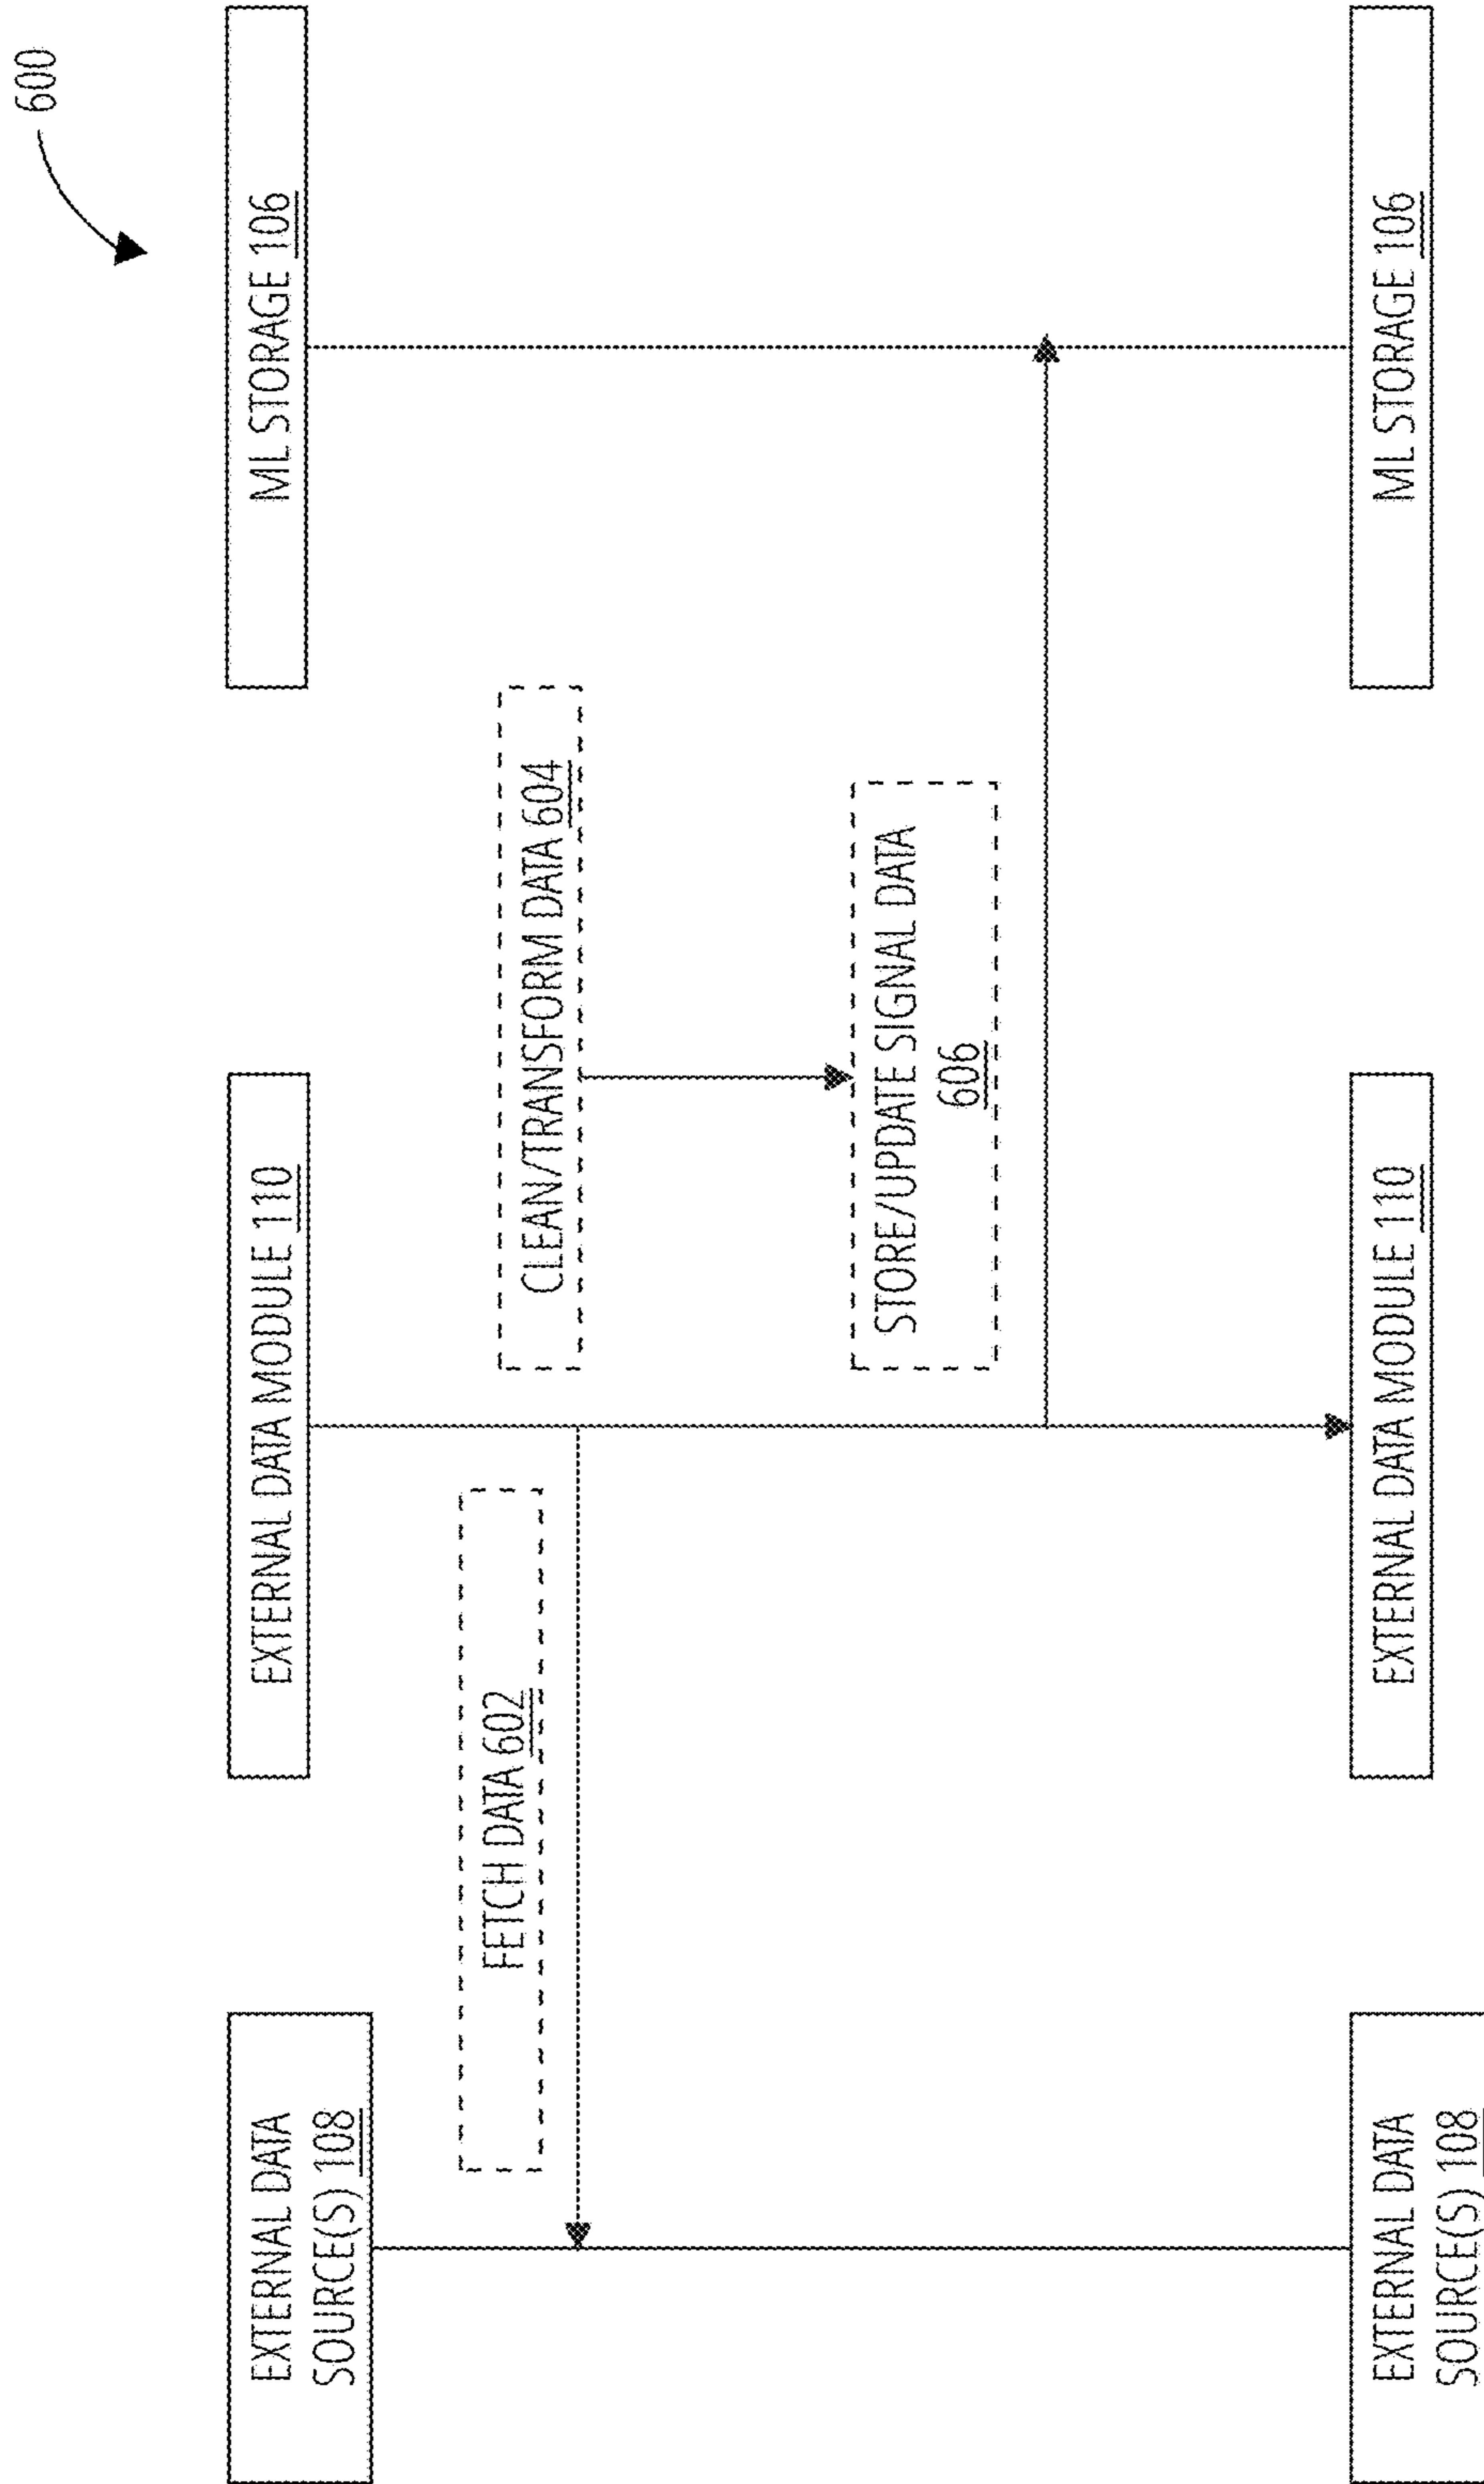 600
EXTERNAL DATA
SOURCE(S) 108
EXTERNAL DATA MODULE 110
ML STORAGE 106
FETCH DATA 602
CLEAN/TRANSFORM DATA 604
STORE/UPDATE SIGNAL DATA
606
EXTERNAL DATA
SOURCE(S) 108
EXTERNAL DATA MODULE 110
ML STORAGE 106